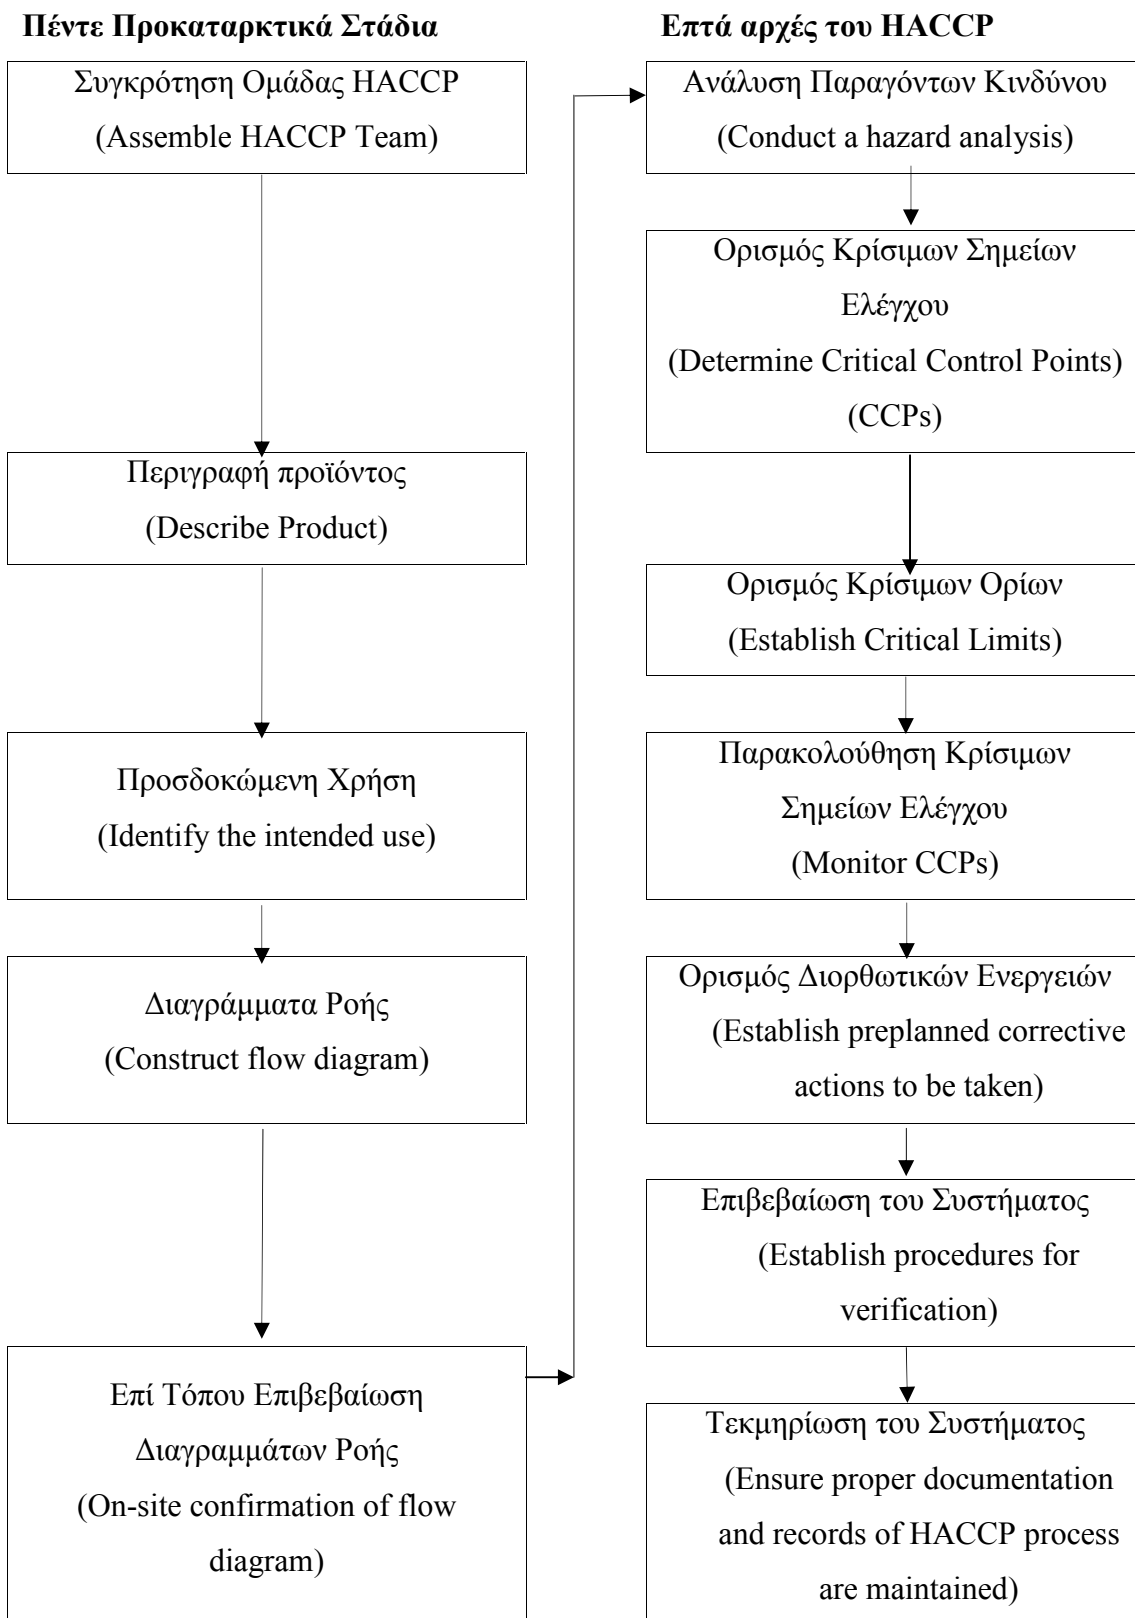 Πέντε Προκαταρκτικά Στάδια
Συγκρότηση Ομάδας HACCP
(Assemble HACCP Team)
Περιγραφή προϊόντος
(Describe Product)
Προσδοκώμενη Χρήση
(Identify the intended use)
Διαγράμματα Ροής
(Construct flow diagram)
Επί Τόπου Επιβεβαίωση
Διαγραμμάτων Ροής
(On-site confirmation of flow
diagram)
Επτά αρχές του HACCP
Ανάλυση Παραγόντων Κινδύνου
(Conduct a hazard analysis)
Ορισμός Κρίσιμων Σημείων
Ελέγχου
(Determine Critical Control Points)
(CCPs)
Ορισμός Κρίσιμων Ορίων
(Establish Critical Limits)
Παρακολούθηση Κρίσιμων
Σημείων Ελέγχου
(Monitor CCPs)
Ορισμός Διορθωτικών Ενεργειών
(Establish preplanned corrective
actions to be taken)
Επιβεβαίωση του Συστήματος
(Establish procedures for
verification)
Τεκμηρίωση του Συστήματος
(Ensure proper documentation
and records of HACCP process
are maintained)